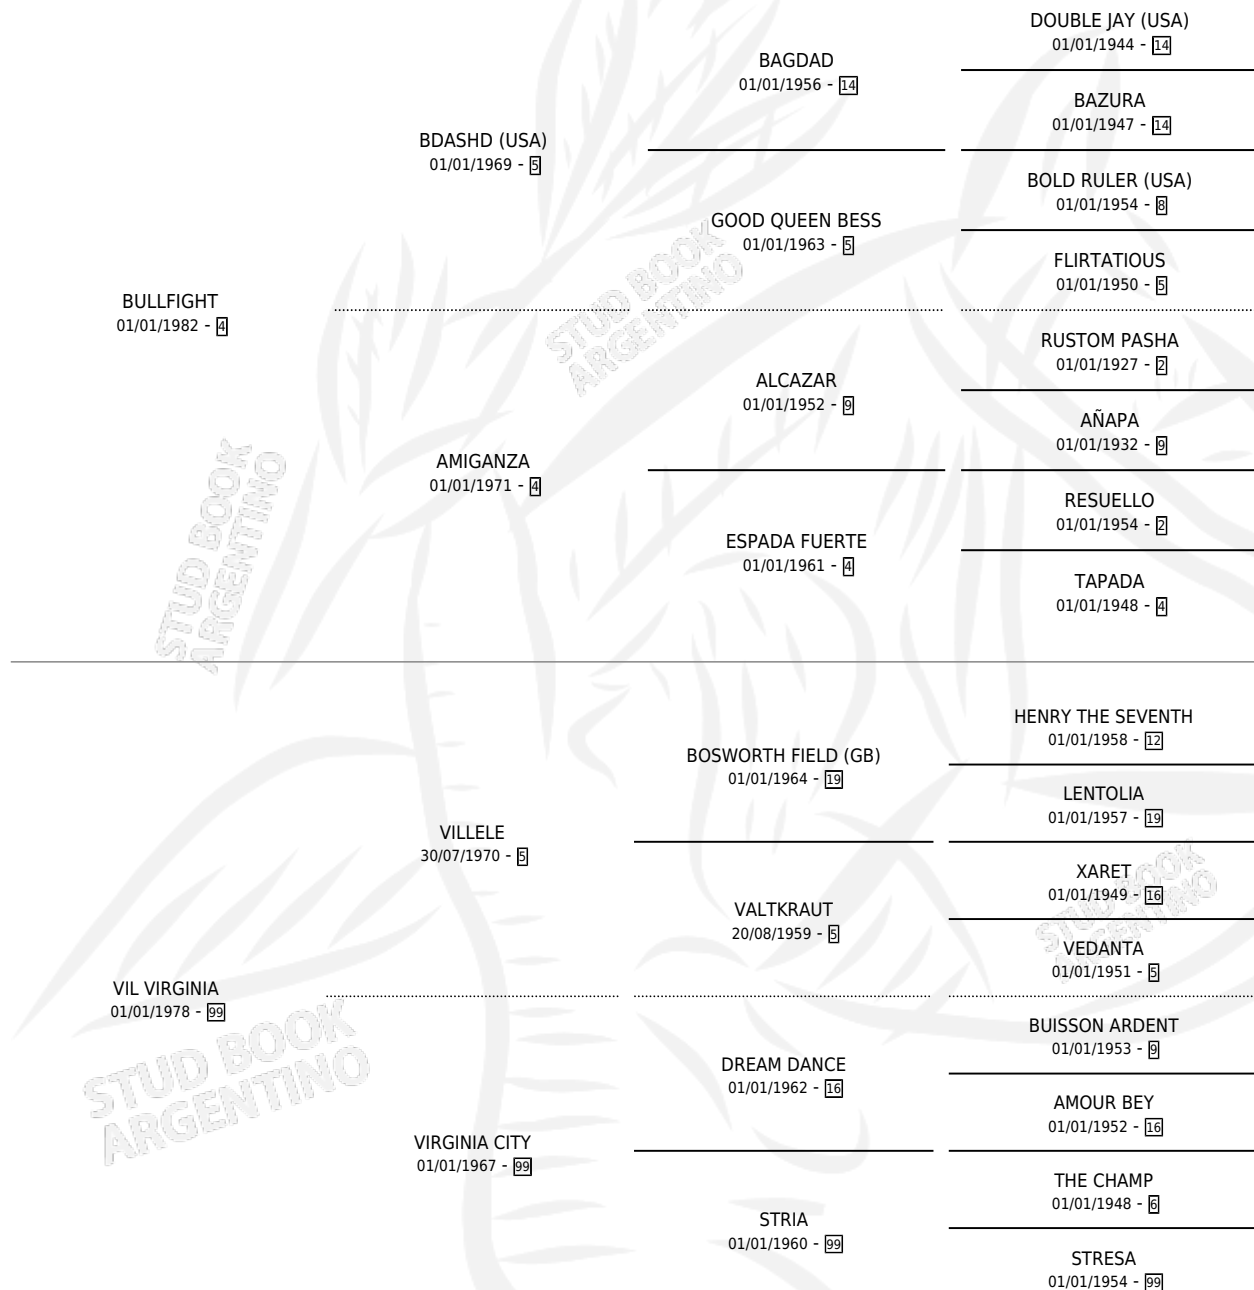 DOUBLE JAY (USA)
01/01/1944 - 14
BAGDAD
01/01/1956 - 14
BAZURA
01/01/1947 - 14
BDASHD (USA)
01/01/1969 - 5
BOLD RULER (USA)
01/01/1954 - 8
GOOD QUEEN BESS
01/01/1963 - 5
FLIRTATIOUS
01/01/1950 - 5
BULLFIGHT
01/01/1982 - 4
RUSTOM PASHA
01/01/1927 - 2
ALCAZAR
01/01/1952 - 9
AÑAPA
01/01/1932 - 9
AMIGANZA
01/01/1971 - 4
RESUELLO
01/01/1954 - 2
ESPADA FUERTE
01/01/1961 - 4
TAPADA
01/01/1948 - 4
HENRY THE SEVENTH
01/01/1958 - 12
BOSWORTH FIELD (GB)
01/01/1964 - 19
LENTOLIA
01/01/1957 - 19
VILLELE
30/07/1970 - 5
XARET
01/01/1949 - 16
VALTKRAUT
20/08/1959 - 5
VEDANTA
01/01/1951 - 5
VIL VIRGINIA
01/01/1978 - 99
BUISSON ARDENT
01/01/1953 - 9
DREAM DANCE
01/01/1962 - 16
AMOUR BEY
01/01/1952 - 16
VIRGINIA CITY
01/01/1967 - 99
THE CHAMP
01/01/1948 - 6
STRIA
01/01/1960 - 99
STRESA
01/01/1954 - 99
STUD BOOK
ARGENTINO
STUD BOOK
ARGENTINO
STUD BOOK
ARGENTINO
STUD BOOK
ARGENTINO